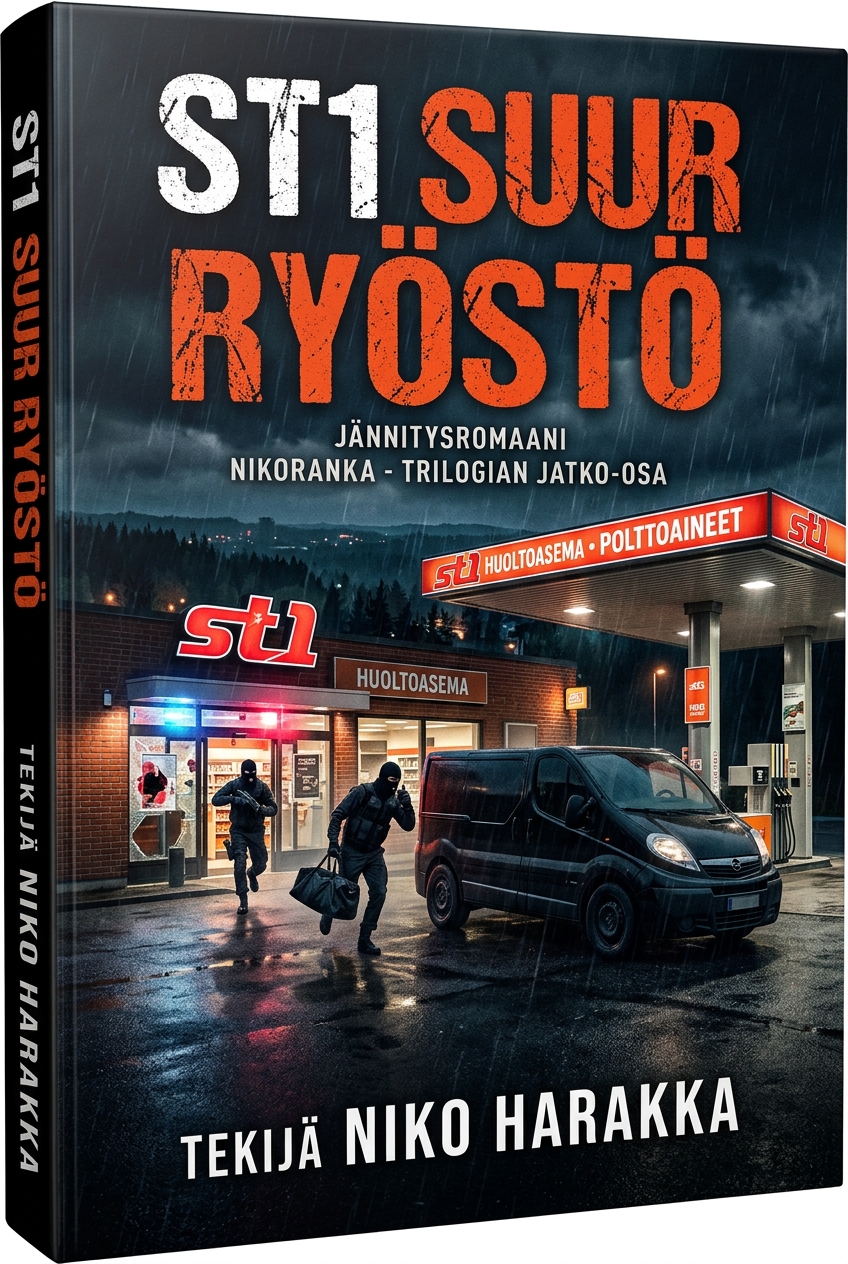 ST1 SUUR
RYÖSTÖ
JÄNNITYSROMAANI
NIKORANKA - TRILOGIAN JATKO-OSA
st1 HUOLTOASEMA • POLTTOAINEET
st1
st1
HUOLTOASEMA
TEKIJÄ NIKO HARAKKA
ST1 SUUR RYÖSTÖ
TEKIJÄ NIKO HARAKKA